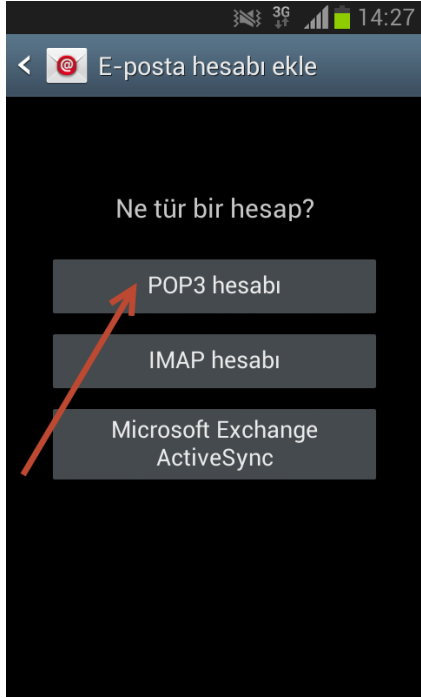 3G 14:27
E-posta hesabı ekle
Ne tür bir hesap?
POP3 hesabı
IMAP hesabı
Microsoft Exchange
ActiveSync